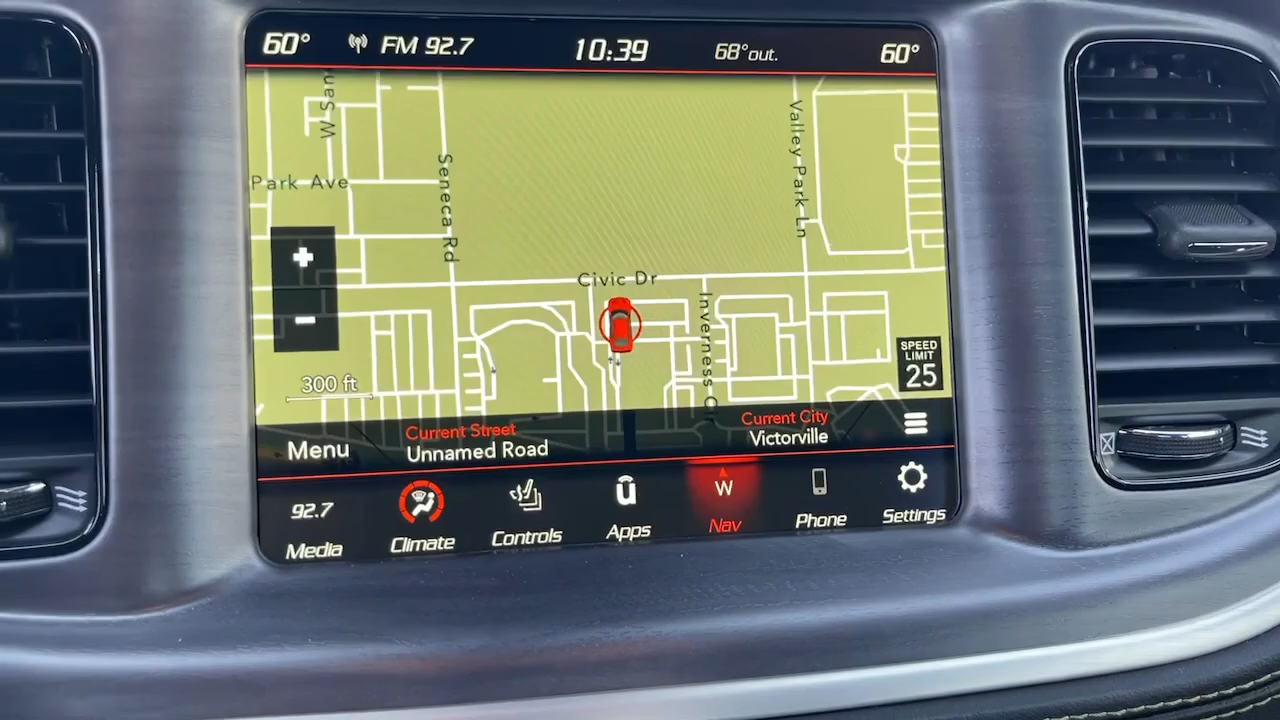 60° FM 92.7 10:39 68° out. 60°
W San
Park Ave
Seneca Rd
Valley Park Ln
Civic Dr
Inverness Cir
+
-
300 ft
SPEED
LIMIT
25
Menu
Current Street
Unnamed Road
Current City
Victorville
92.7
Media
Climate
Controls
ū
Apps
W
Nav
Phone
Settings